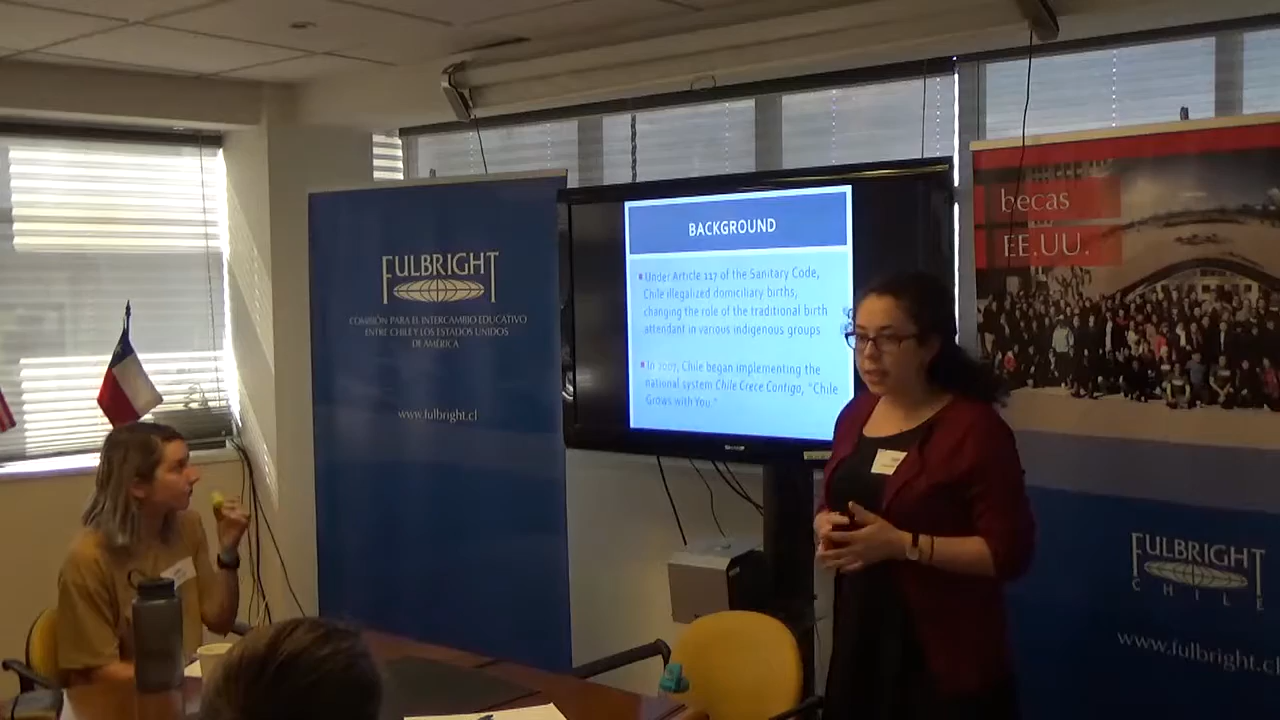 FULBRIGHT
COMISIÓN PARA EL INTERCAMBIO EDUCATIVO
ENTRE CHILE Y LOS ESTADOS UNIDOS
DE AMÉRICA
www.fulbright.cl
BACKGROUND
Under Article 117 of the Sanitary Code,
Chile illegalized domiciliary births,
changing the role of the traditional birth
attendant in various indigenous groups
In 2007, Chile began implementing the
national system Chile Crece Contigo, "Chile
Grows with You."
SHARP
becas
EE.UU.
FULBRIGHT
CHILE
www.fulbright.cl